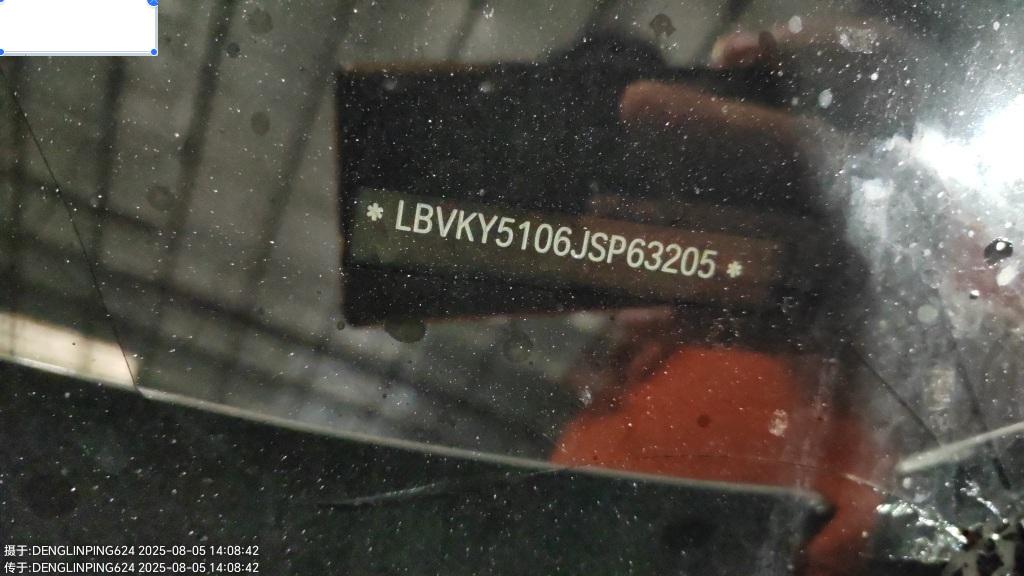 * LBVKY5106JSP63205 *
摄于:DENGLINPING624 2025-08-05 14:08:42
传于:DENGLINPING624 2025-08-05 14:08:42